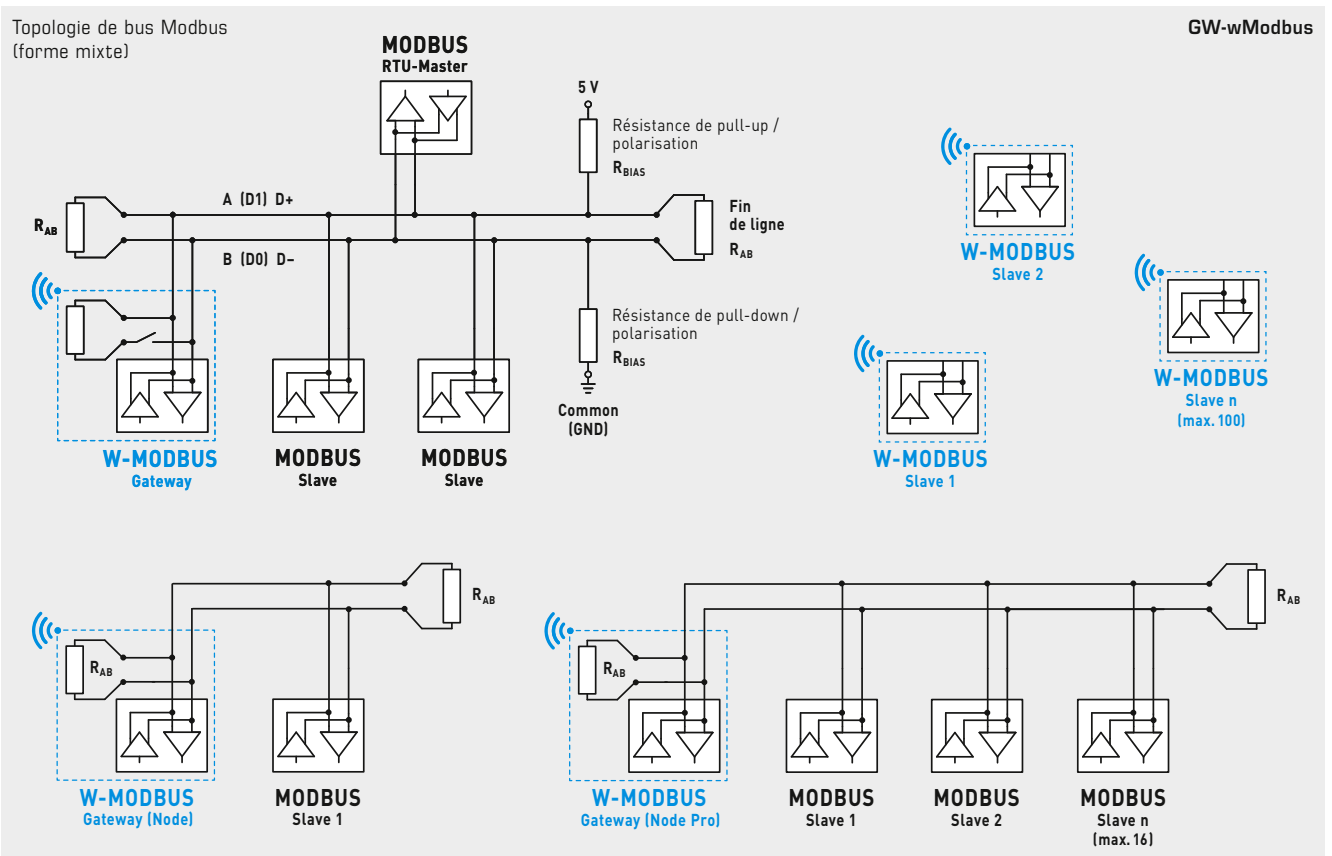 Topologie de bus Modbus
(forme mixte)
GW-wModbus
MODBUS
RTU-Master
5 V
Résistance de pull-up /
polarisation
RBIAS
A (D1) D+
RAB
B (D0) D–
Fin
de ligne
RAB
Résistance de pull-down /
polarisation
RBIAS
Common
(GND)
W-MODBUS
Gateway
MODBUS
Slave
MODBUS
Slave
W-MODBUS
Slave 2
W-MODBUS
Slave n
(max. 100)
W-MODBUS
Slave 1
RAB
RAB
W-MODBUS
Gateway (Node)
MODBUS
Slave 1
RAB
RAB
W-MODBUS
Gateway (Node Pro)
MODBUS
Slave 1
MODBUS
Slave 2
MODBUS
Slave n
(max. 16)